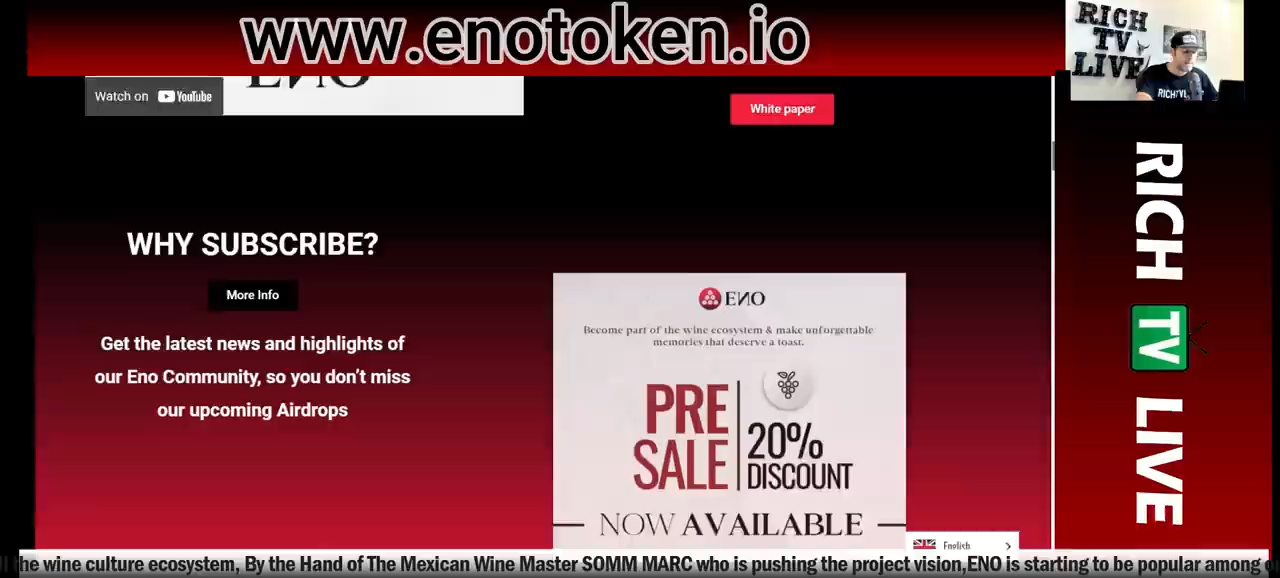 www.enotoken.io
RICH
TV
LIVE
RICHTV
ENO
Watch on YouTube
White paper
WHY SUBSCRIBE?
More Info
Get the latest news and highlights of
our Eno Community, so you don't miss
our upcoming Airdrops
ENO
Become part of the wine ecosystem & make unforgettable
memories that deserve a toast.
PRE
SALE
20%
DISCOUNT
NOW AVAILABLE
English
RICH TV LIVE
the wine culture ecosystem, By the Hand of The Mexican Wine Master SOMM MARC who is pushing the project vision,ENO is starting to be popular among